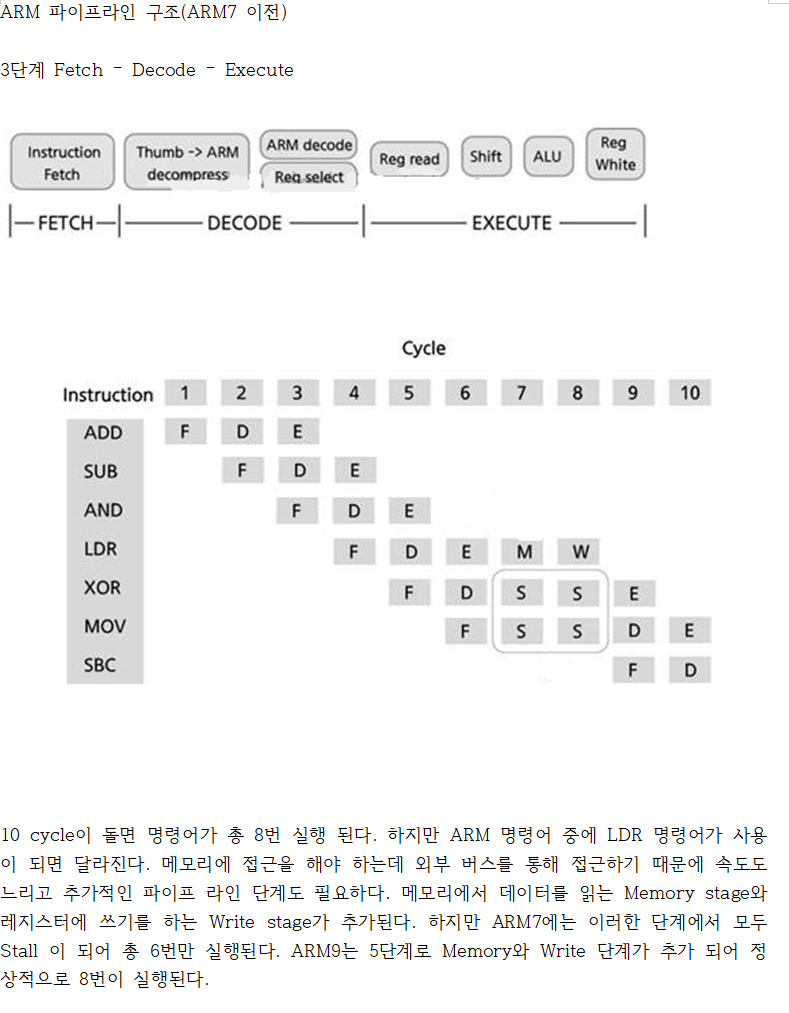 ARM 파이프라인 구조(ARM7 이전)
3단계 Fetch - Decode - Execute
Instruction Fetch
Thumb -> ARM decompress
ARM decode
Reg select
Reg read
Shift
ALU
Reg White
FETCH
DECODE
EXECUTE
Cycle
Instruction 1 2 3 4 5 6 7 8 9 10
ADD F D E
SUB F D E
AND F D E
LDR F D E M W
XOR F D S S E
MOV F S S D E
SBC F D
10 cycle이 돌면 명령어가 총 8번 실행 된다. 하지만 ARM 명령어 중에 LDR 명령어가 사용
이 되면 달라진다. 메모리에 접근을 해야 하는데 외부 버스를 통해 접근하기 때문에 속도도
느리고 추가적인 파이프 라인 단계도 필요하다. 메모리에서 데이터를 읽는 Memory stage와
레지스터에 쓰기를 하는 Write stage가 추가된다. 하지만 ARM7에는 이러한 단계에서 모두
Stall 이 되어 총 6번만 실행된다. ARM9는 5단계로 Memory와 Write 단계가 추가 되어 정
상적으로 8번이 실행된다.